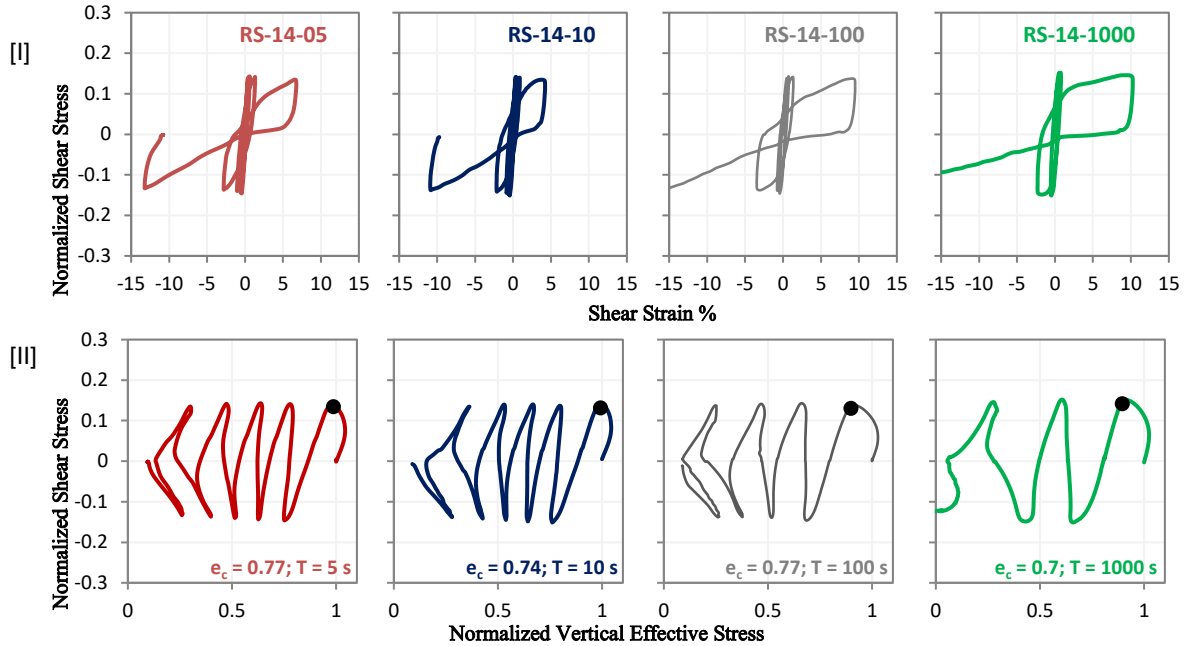 [I]
Normalized Shear Stress
0.3
0.2
0.1
0
-0.1
-0.2
-0.3
RS-14-05
RS-14-10
RS-14-100
RS-14-1000
-15 -10 -5 0 5 10 15
-15 -10 -5 0 5 10 15
-15 -10 -5 0 5 10 15
-15 -10 -5 0 5 10 15
Shear Strain %
[II]
Normalized Shear Stress
0.3
0.2
0.1
0
-0.1
-0.2
-0.3
e_c = 0.77; T = 5 s
e_c = 0.74; T = 10 s
e_c = 0.77; T = 100 s
e_c = 0.7; T = 1000 s
0 0.5 1
0 0.5 1
0 0.5 1
0 0.5 1
Normalized Vertical Effective Stress